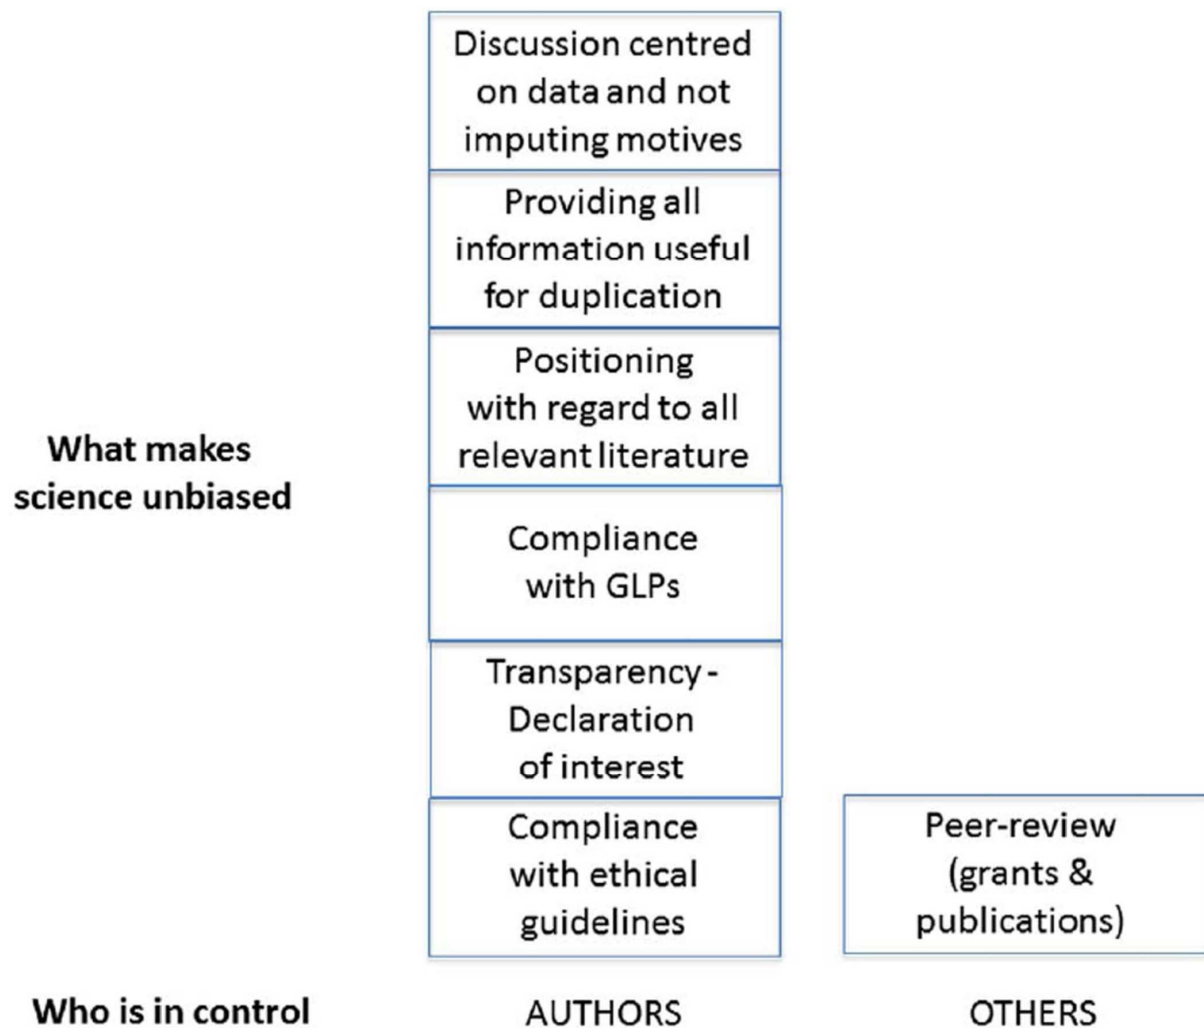 Discussion centred
on data and not
imputing motives
Providing all
information useful
for duplication
Positioning
with regard to all
relevant literature
What makes
science unbiased
Compliance
with GLPs
Transparency -
Declaration
of interest
Compliance
with ethical
guidelines
Peer-review
(grants &
publications)
Who is in control
AUTHORS
OTHERS